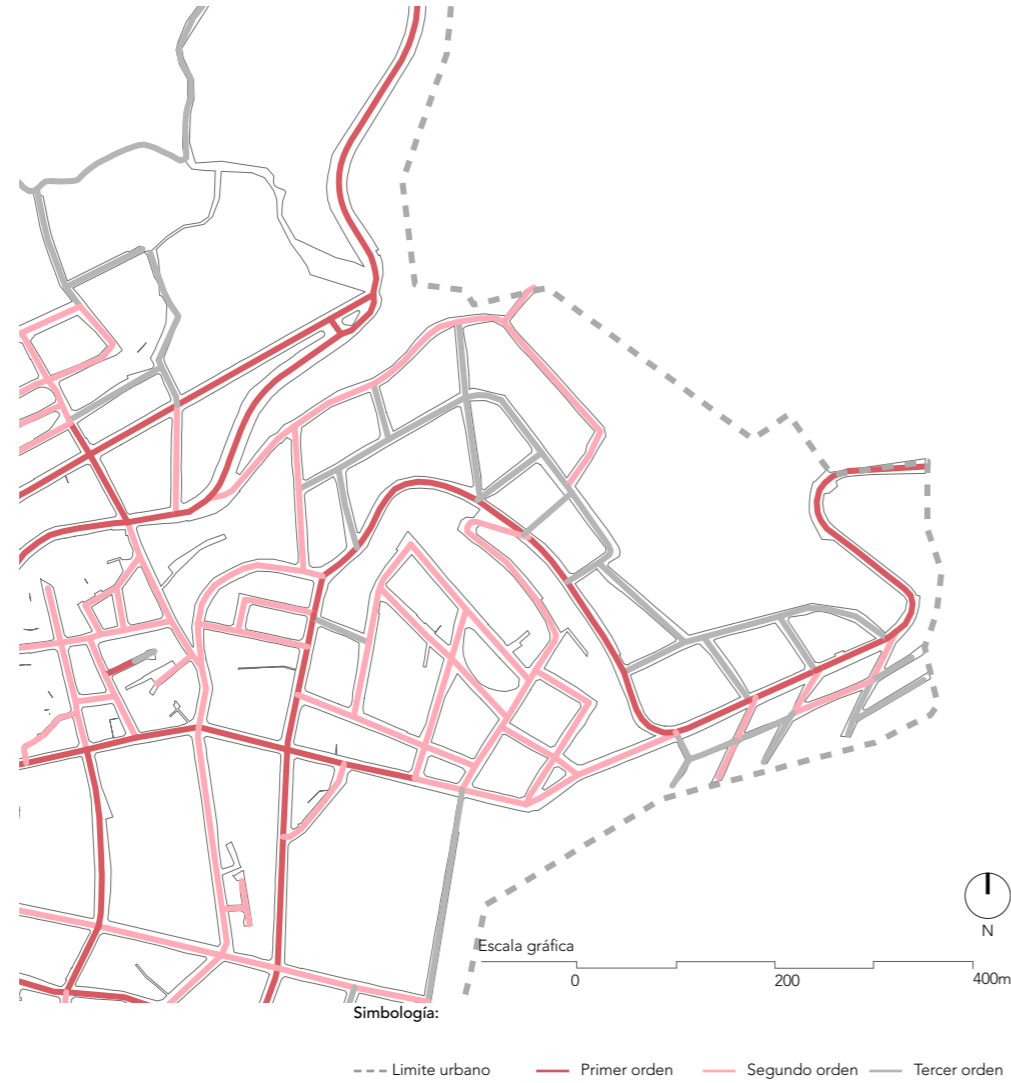 N
Escala gráfica
0 200 400m
Simbología:
Limite urbano Primer orden Segundo orden Tercer orden